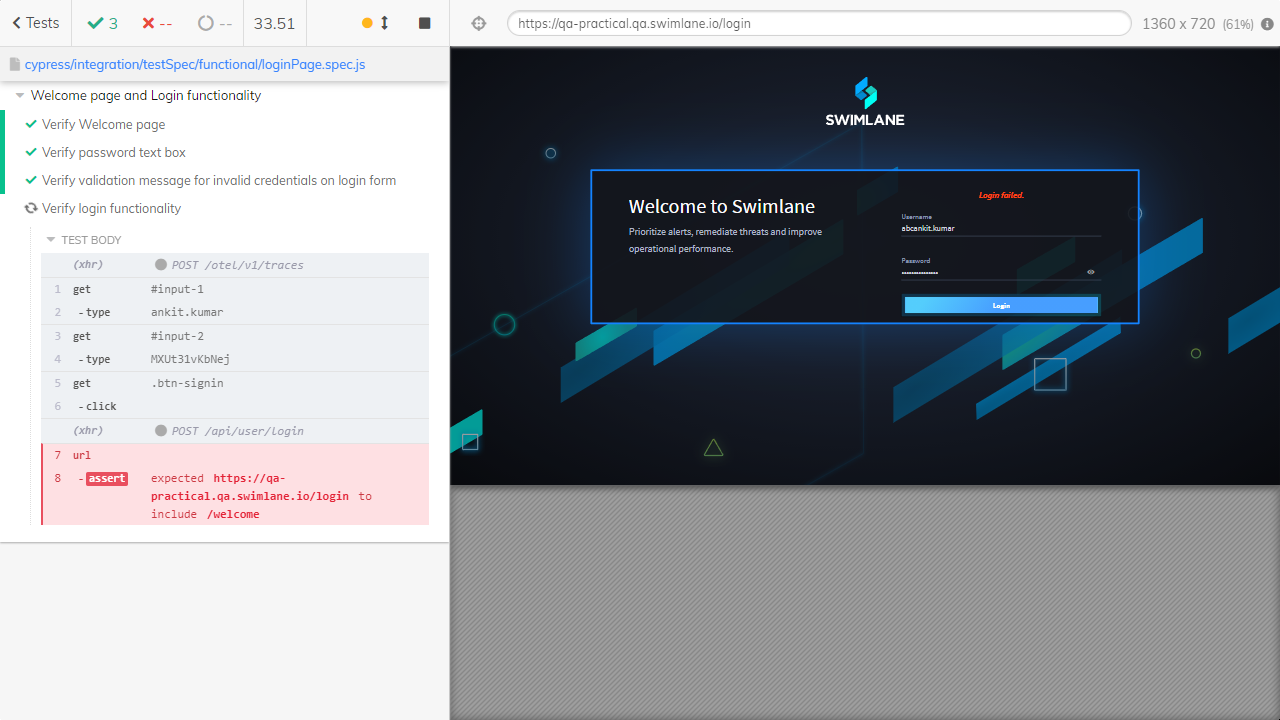 Tests
3
--
--
33.51
https://qa-practical.qa.swimlane.io/login
1360 x 720 (61%)
cypress/integration/testSpec/functional/loginPage.spec.js
Welcome page and Login functionality
Verify Welcome page
Verify password text box
Verify validation message for invalid credentials on login form
Verify login functionality
TEST BODY
(xhr) POST /otel/v1/traces
1 get #input-1
2 -type ankit.kumar
3 get #input-2
4 -type MXUt31vKbNej
5 get .btn-signin
6 -click
(xhr) POST /api/user/login
7 url
8 -assert expected https://qa-
practical.qa.swimlane.io/login to
include /welcome
SWIMLANE
Welcome to Swimlane
Prioritize alerts, remediate threats and improve
operational performance.
Login failed.
Username
abcankit.kumar
Password
•••••••••••••••
Login